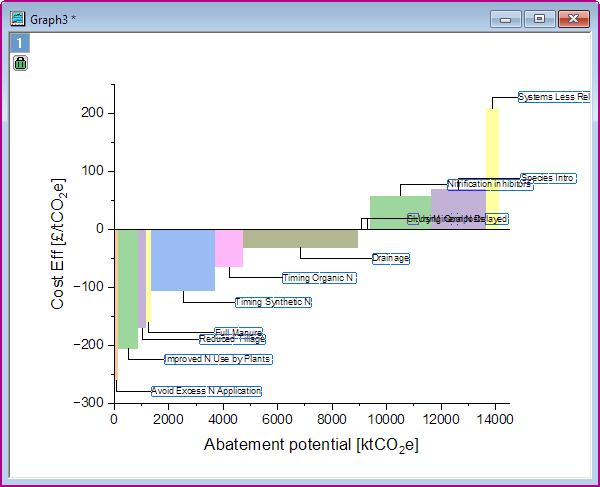 Graph3 *
1
Cost Eff [£/tCO2e]
200
100
0
−100
−200
−300
Systems Less Rel
Species Intro
Nitrification inhibitors
Delayed
Drainage
Timing Organic N
Timing Synthetic N
Full Manure
Reduced Tillage
Improved N Use by Plants
Avoid Excess N Application
0
2000
4000
6000
8000
10000
12000
14000
Abatement potential [ktCO2e]